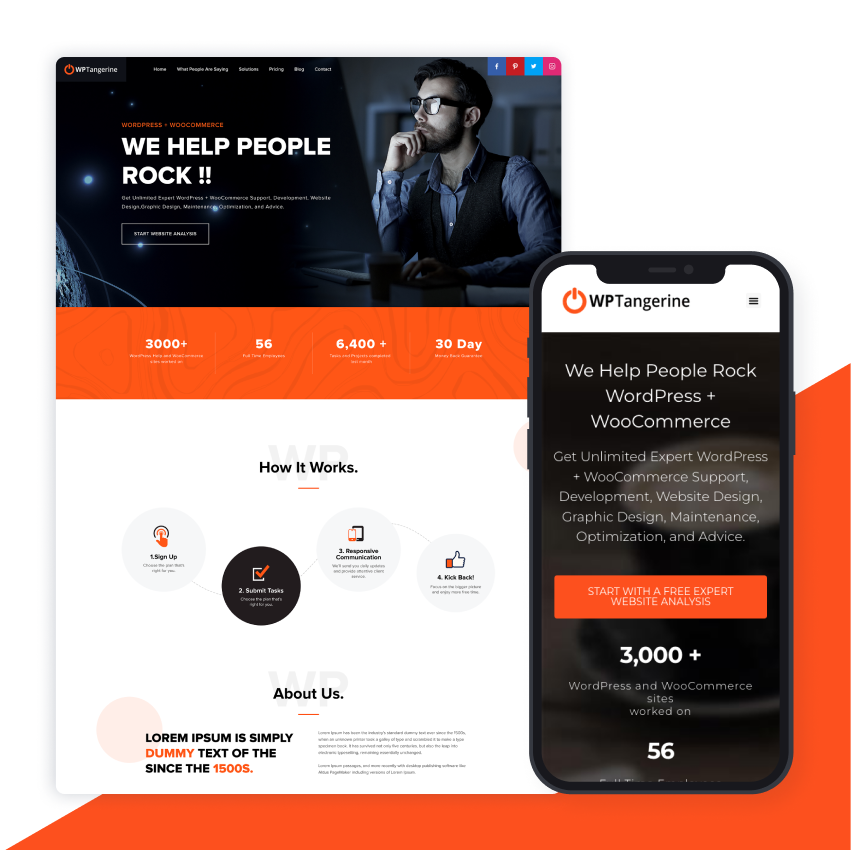 WPTangerine
Home What People Are Saying Solutions Pricing Blog Contact
WORDPRESS + WOOCOMMERCE
WE HELP PEOPLE
ROCK !!
Get Unlimited Expert WordPress + WooCommerce Support, Development, Website
Design,Graphic Design, Maintenance, Optimization, and Advice.
START WEBSITE ANALYSIS
3000+
WordPress Help and WooCommerce
sites worked on
56
Full Time Employees
6,400 +
Tasks and Projects completed
last month
30 Day
Money Back Guarantee
WP
How It Works.
1.Sign Up
Choose the plan that's
right for you.
2. Submit Tasks
Choose the plan that's
right for you.
3. Responsive
Communication
We'll send you daily updates
and provide attentive client
service.
4. Kick Back!
Focus on the bigger picture
and enjoy more free time.
WP
About Us.
LOREM IPSUM IS SIMPLY
DUMMY TEXT OF THE
SINCE THE 1500S.
Lorem Ipsum has been the industry's standard dummy text ever since the 1500s,
when an unknown printer took a galley of type and scrambled it to make a type
specimen book. It has survived not only five centuries, but also the leap into
electronic typesetting, remaining essentially unchanged.
Lorem Ipsum passages, and more recently with desktop publishing software like
Aldus PageMaker including versions of Lorem Ipsum.
WPTangerine
We Help People Rock
WordPress +
WooCommerce
Get Unlimited Expert WordPress
+ WooCommerce Support,
Development, Website Design,
Graphic Design, Maintenance,
Optimization, and Advice.
START WITH A FREE EXPERT
WEBSITE ANALYSIS
3,000 +
WordPress and WooCommerce
sites
worked on
56
Full Time Employees